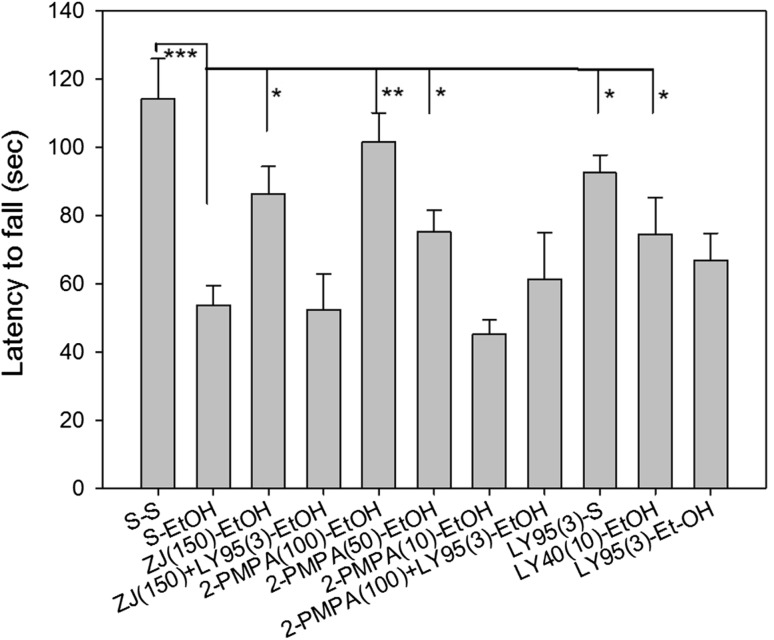 140
120
100
80
60
40
20
0
Latency to fall (sec)
***
*
**
*
*
*
S-S
S-EtOH
ZJ(150)-EtOH
ZJ(150)+LY95(3)-EtOH
2-PMPA(100)-EtOH
2-PMPA(50)-EtOH
2-PMPA(10)-EtOH
2-PMPA(100)+LY95(3)-EtOH
LY95(3)-S
LY40(10)-EtOH
LY95(3)-Et-OH